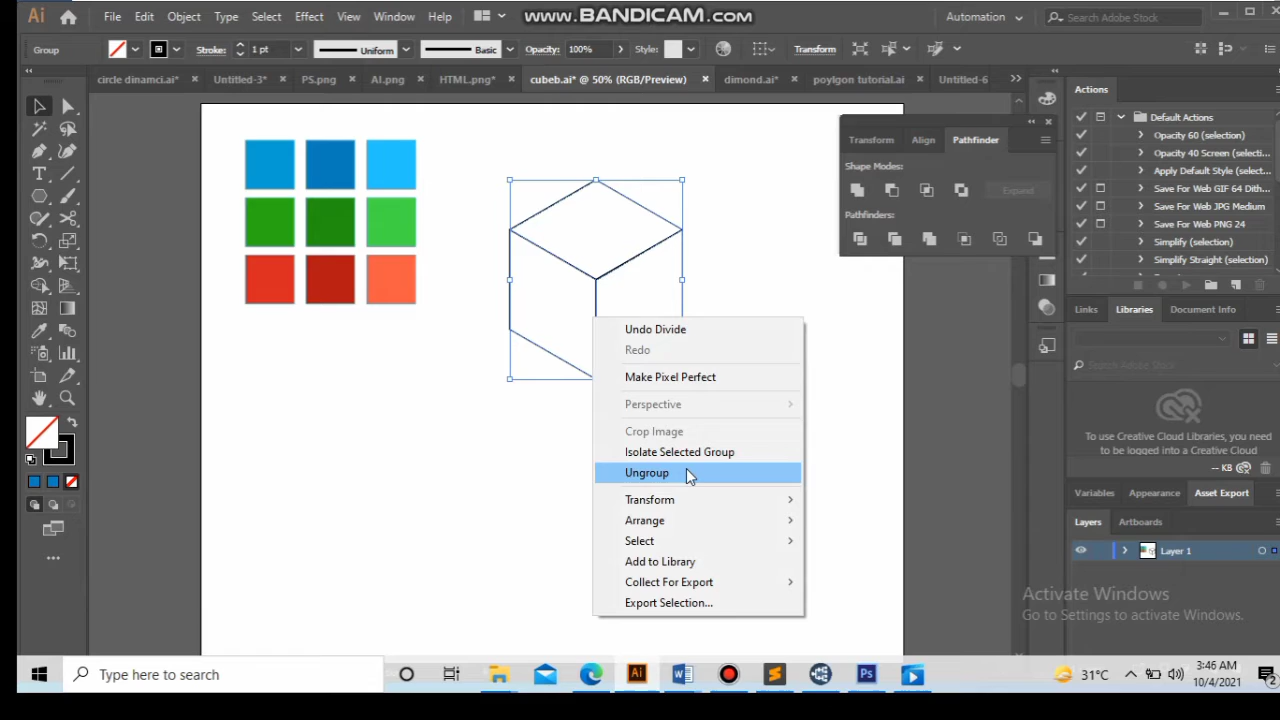 Ai File Edit Object Type Select Effect View Window Help www.BANDICAM.com Automation Search Adobe Stock
Group Stroke: 1 pt Uniform Basic Opacity: 100% Style: Transform
circle dinamci.ai* × Untitled-3* × PS.png × AI.png × HTML.png* × cubeb.ai* @ 50% (RGB/Preview) × dimond.ai* × poylgon tutorial.ai × Untitled-6
Actions
Default Actions
Opacity 60 (selection)
Opacity 40 Screen (selecti...
Apply Default Style (select...
Save For Web GIF 64 Dith...
Save For Web JPG Medium
Save For Web PNG 24
Simplify (selection)
Simplify Straight (selection)
Transform Align Pathfinder
Shape Modes:
Expand
Pathfinders:
Links Libraries Document Info
Search Adobe Stock
To use Creative Cloud Libraries, you need
to be logged into a Creative Cloud
-- KB
Variables Appearance Asset Export
Layers Artboards
Layer 1
Undo Divide
Redo
Make Pixel Perfect
Perspective
Crop Image
Isolate Selected Group
Ungroup
Transform
Arrange
Select
Add to Library
Collect For Export
Export Selection...
Activate Windows
Go to Settings to activate Windows.
Type here to search
Ai
Ps
31°C
3:46 AM
10/4/2021
2